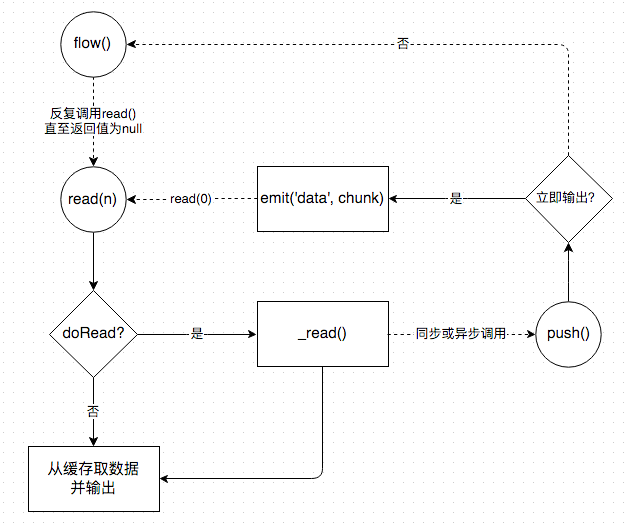 flow()
否
反复调用read()
直至返回值为null
read(n)
read(0)
emit('data', chunk)
是
立即输出?
doRead?
是
_read()
同步或异步调用
push()
否
从缓存取数据
并输出